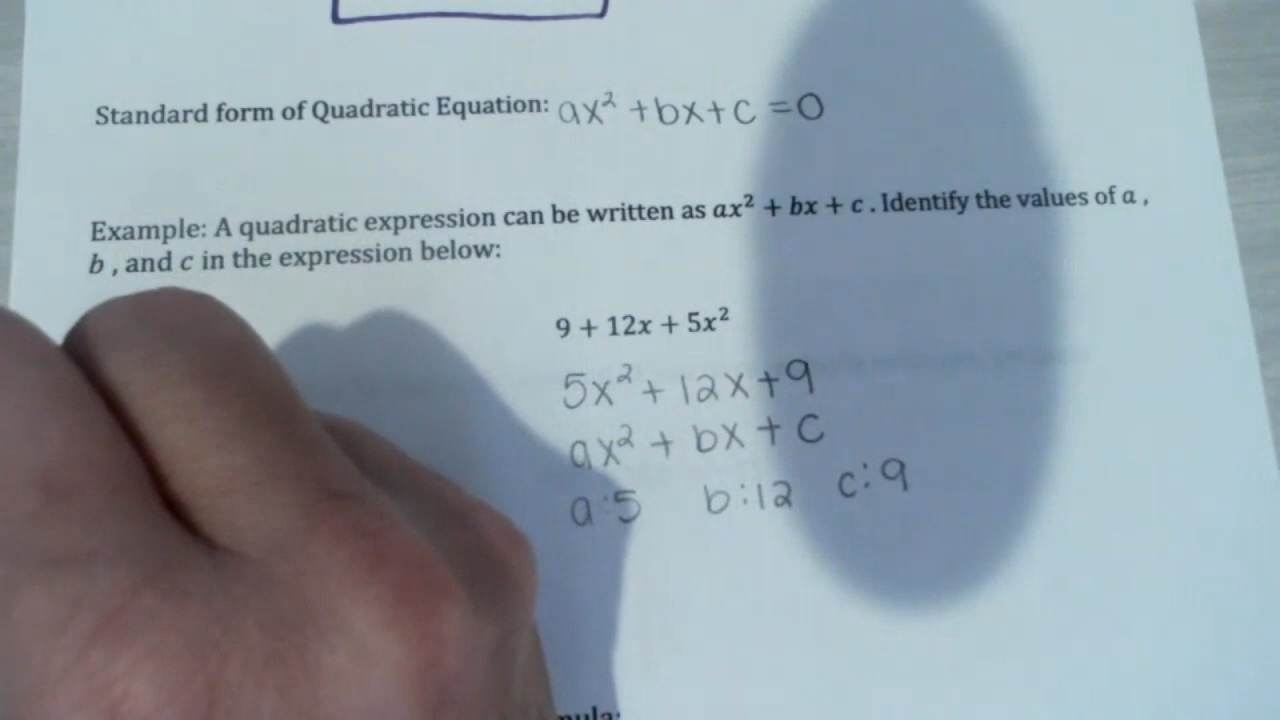 Standard form of Quadratic Equation: ax² + bx + c = 0
Example: A quadratic expression can be written as ax² + bx + c . Identify the values of a ,
b , and c in the expression below:
9 + 12x + 5x²
5x² + 12x + 9
ax² + bx + c
a:5 b:12 c:9